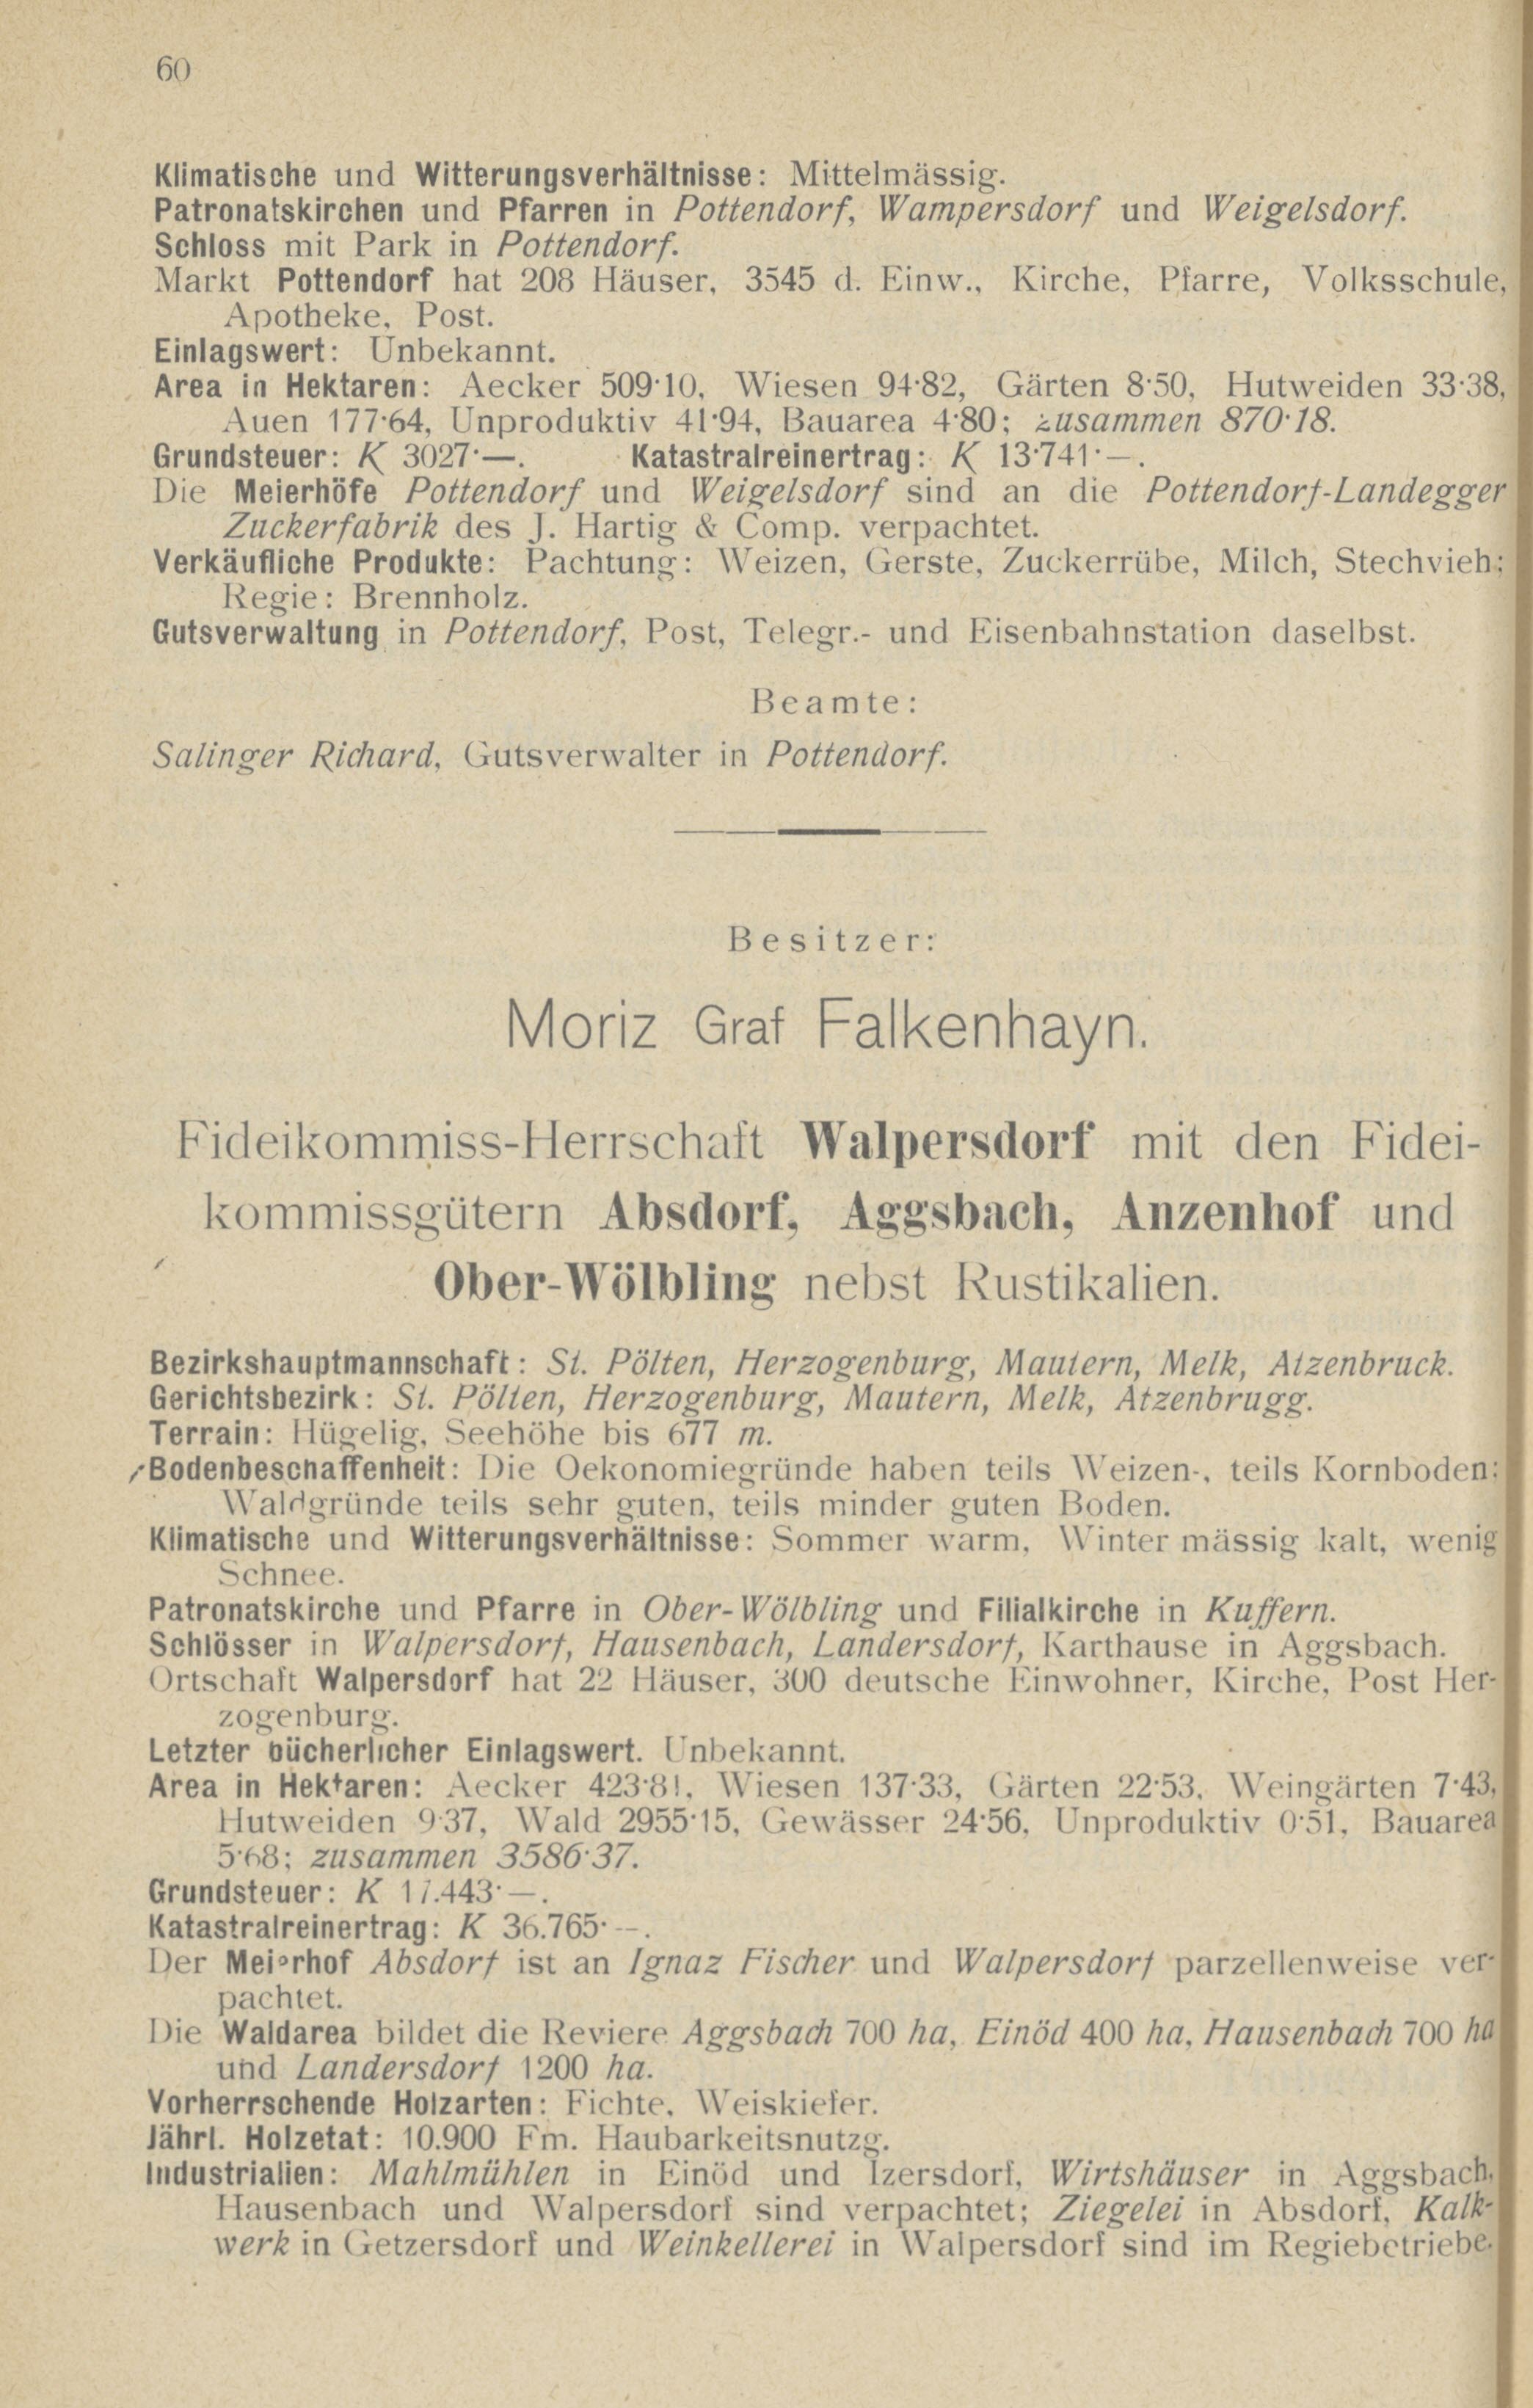 60
Klimatische und Witterungsverhältnisse: Mittelmässig.
Patronatskirchen und Pfarren in Pottendorf, Wampersdorf und Weigelsdorf.
Schloss mit Park in Pottendorf.
Markt Pottendorf hat 208 Häuser, 3545 d. Einw., Kirche, Pfarre, Volksschule,
Apotheke, Post.
Einlagswert: Unbekannt.
Area in Hektaren: Aecker 509·10, Wiesen 94·82, Gärten 8·50, Hutweiden 33·38,
Auen 177·64, Unproduktiv 41·94, Bauarea 4·80; zusammen 870·18.
Grundsteuer: K 3027·—. Katastralreinertrag: K 13·741·—.
Die Meierhöfe Pottendorf und Weigelsdorf sind an die Pottendorf-Landegger
Zuckerfabrik des J. Hartig & Comp. verpachtet.
Verkäufliche Produkte: Pachtung: Weizen, Gerste, Zuckerrübe, Milch, Stechvieh;
Regie: Brennholz.
Gutsverwaltung in Pottendorf, Post, Telegr.- und Eisenbahnstation daselbst.
Beamte:
Salinger Richard, Gutsverwalter in Pottendorf.
Besitzer:
Moriz Graf Falkenhayn.
Fideikommiss-Herrschaft Walpersdorf mit den Fidei-
kommissgütern Absdorf, Aggsbach, Anzenhof und
Ober-Wölbling nebst Rustikalien.
Bezirkshauptmannschaft: St. Pölten, Herzogenburg, Mautern, Melk, Atzenbruck.
Gerichtsbezirk: St. Pölten, Herzogenburg, Mautern, Melk, Atzenbrugg.
Terrain: Hügelig, Seehöhe bis 677 m.
Bodenbeschaffenheit: Die Oekonomiegründe haben teils Weizen-, teils Kornboden;
Waldgründe teils sehr guten, teils minder guten Boden.
Klimatische und Witterungsverhältnisse: Sommer warm, Winter mässig kalt, wenig
Schnee.
Patronatskirche und Pfarre in Ober-Wölbling und Filialkirche in Kuffern.
Schlösser in Walpersdorf, Hausenbach, Landersdorf, Karthause in Aggsbach.
Ortschaft Walpersdorf hat 22 Häuser, 300 deutsche Einwohner, Kirche, Post Her-
zogenburg.
Letzter bücherlicher Einlagswert. Unbekannt.
Area in Hektaren: Aecker 423·81, Wiesen 137·33, Gärten 22·53, Weingärten 7·43,
Hutweiden 9·37, Wald 2955·15, Gewässer 24·56, Unproduktiv 0·51, Bauarea
5·68; zusammen 3586·37.
Grundsteuer: K 17.443·—.
Katastralreinertrag: K 36.765·—.
Der Meierhof Absdorf ist an Ignaz Fischer und Walpersdorf parzellenweise ver-
pachtet.
Die Waldarea bildet die Reviere Aggsbach 700 ha, Einöd 400 ha, Hausenbach 700 ha
und Landersdorf 1200 ha.
Vorherrschende Holzarten: Fichte, Weiskiefer.
Jährl. Holzetat: 10.900 Fm. Haubarkeitsnutzg.
Industrialien: Mahlmühlen in Einöd und Izersdorf, Wirtshäuser in Aggsbach,
Hausenbach und Walpersdorf sind verpachtet; Ziegelei in Absdorf, Kalk-
werk in Getzersdorf und Weinkellerei in Walpersdorf sind im Regiebetriebe.